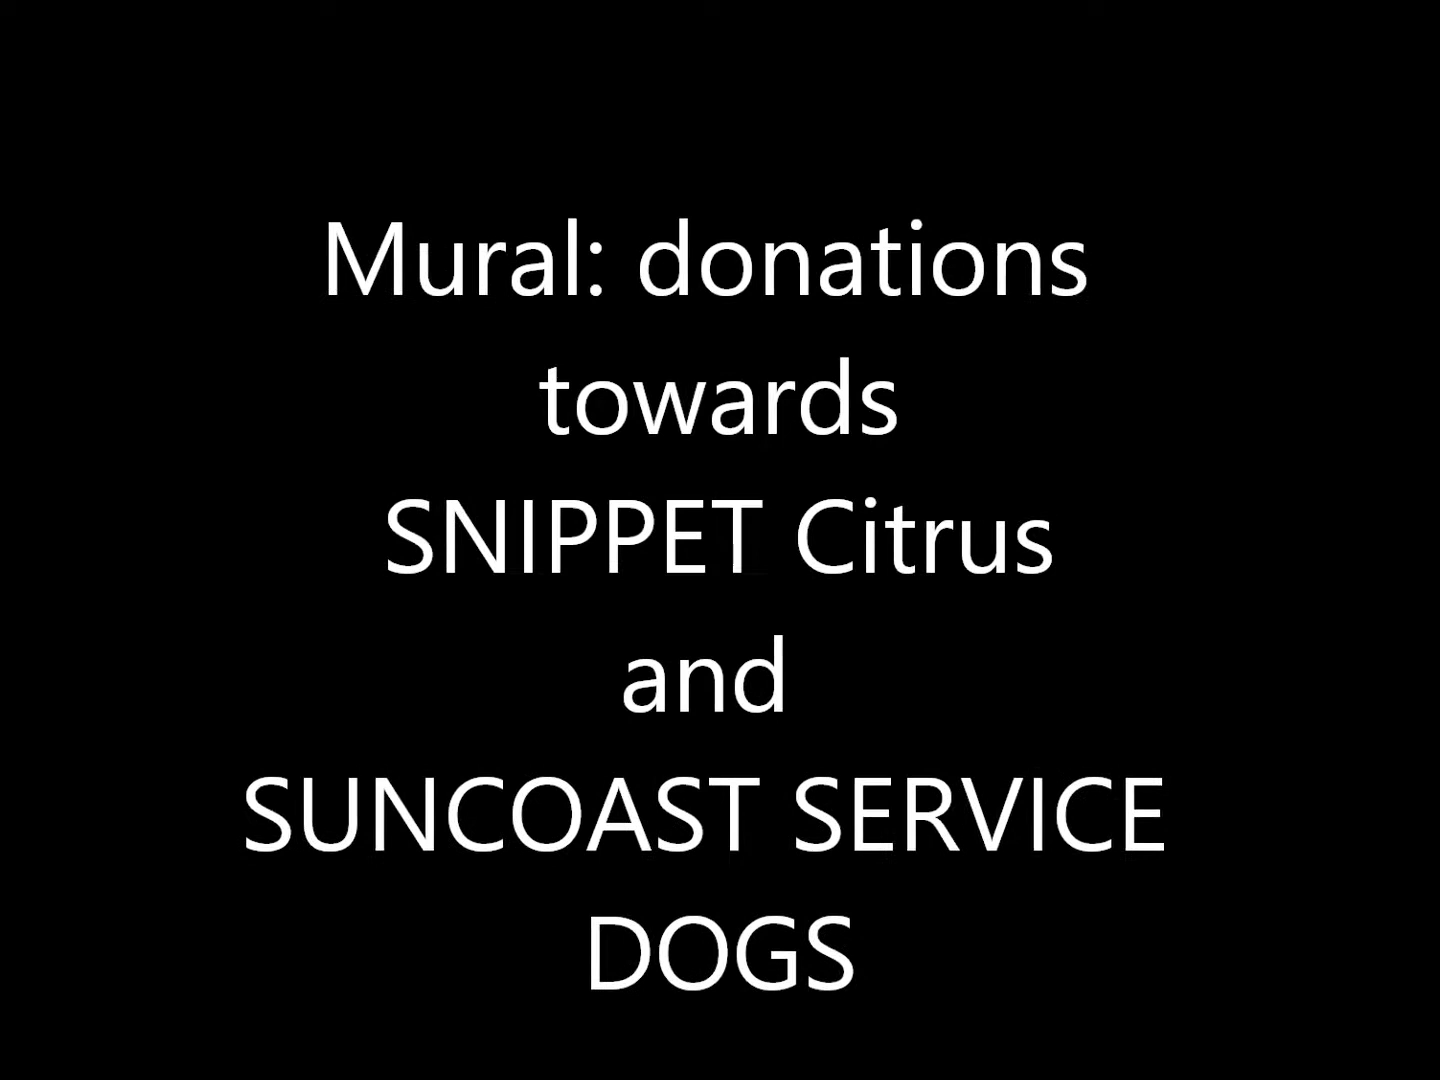 Mural: donations
towards
SNIPPET Citrus
and
SUNCOAST SERVICE
DOGS